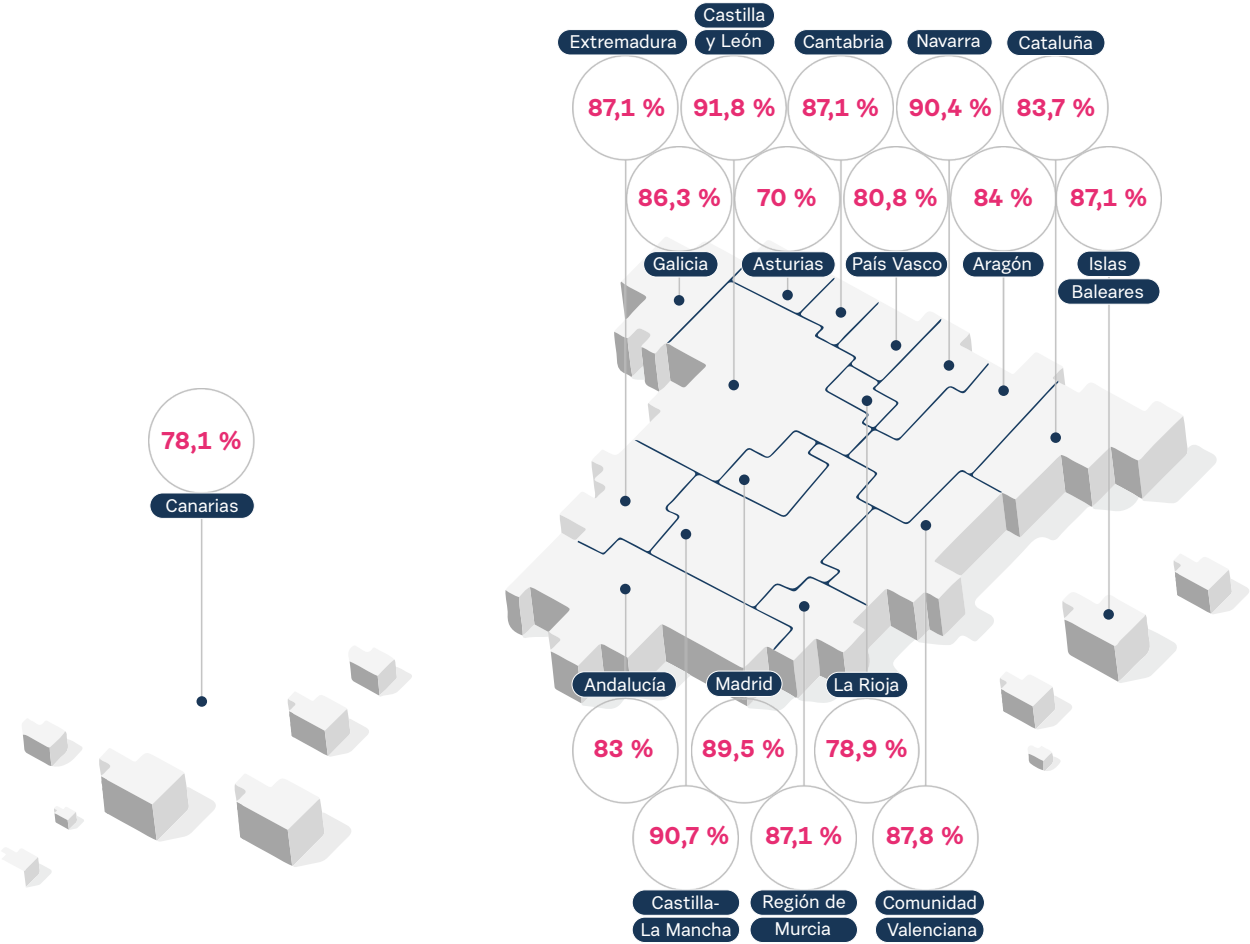 Castilla
Extremadura
y León
Cantabria
Navarra
Cataluña
87,1 %
91,8 %
87,1 %
90,4 %
83,7 %
86,3 %
70 %
80,8 %
84 %
87,1 %
Galicia
Asturias
País Vasco
Aragón
Islas
Baleares
78,1 %
Canarias
Andalucía
Madrid
La Rioja
83 %
89,5 %
78,9 %
90,7 %
87,1 %
87,8 %
Castilla-
La Mancha
Región de
Murcia
Comunidad
Valenciana